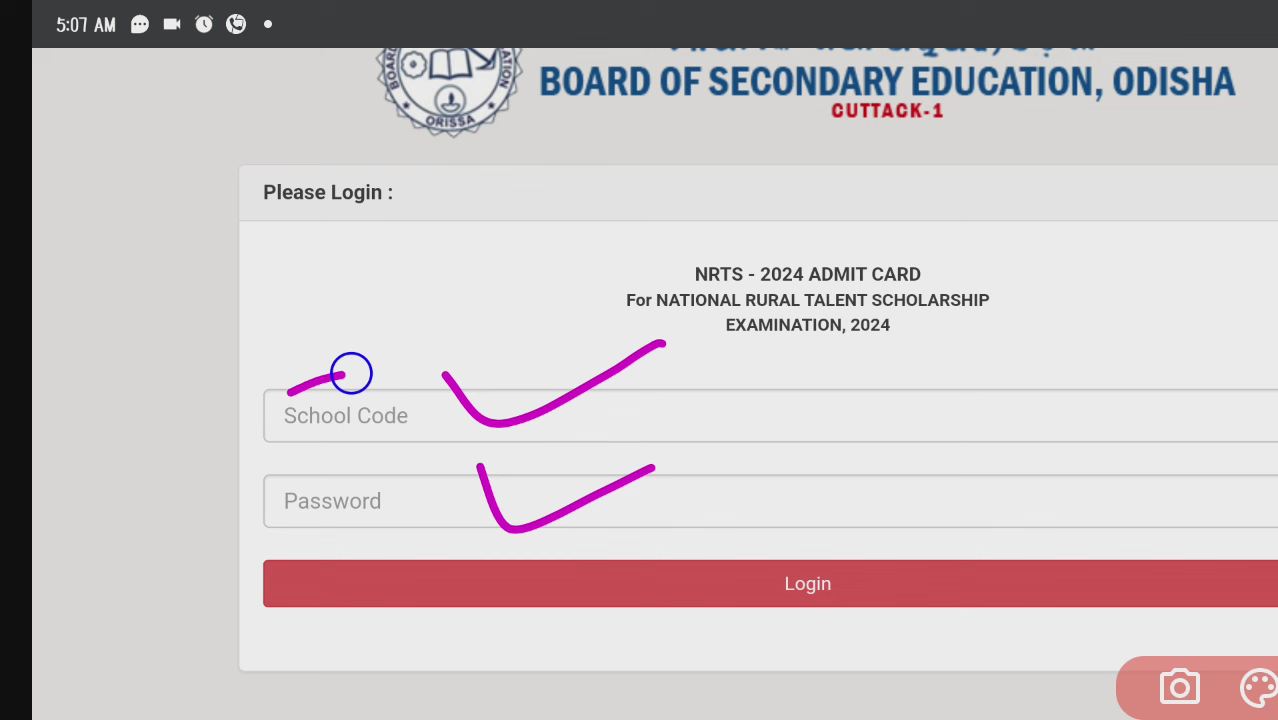 5:07 AM
BOARD OF SECONDARY EDUCATION, ODISHA
CUTTACK-1
ORISSA
Please Login :
NRTS - 2024 ADMIT CARD
For NATIONAL RURAL TALENT SCHOLARSHIP
EXAMINATION, 2024
School Code
Password
Login